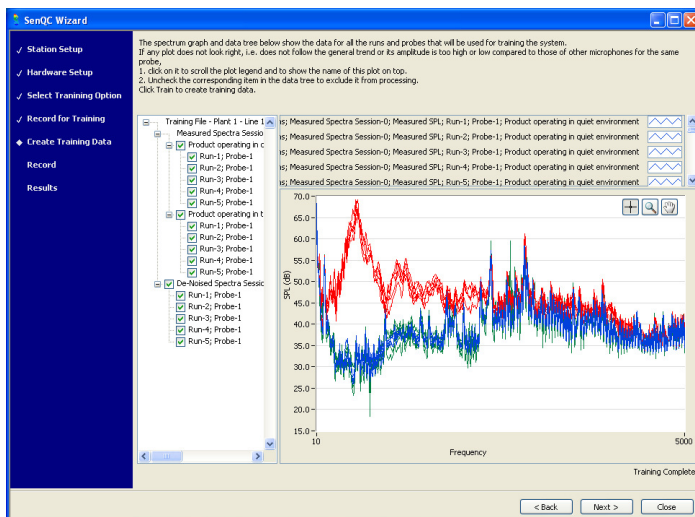 SenQC Wizard
Station Setup
Hardware Setup
Select Tranining Option
Record for Training
Create Training Data
Record
Results
The spectrum graph and data tree below show the data for all the runs and probes that will be used for training the system.
If any plot does not look right, i.e. does not follow the general trend or its amplitude is too high or low compared to those of other microphones for the same
probe,
1. click on it to scroll the plot legend and to show the name of this plot on top.
2. Uncheck the corresponding item in the data tree to exclude it from processing.
Click Train to create training data.
Training File - Plant 1 - Line 1
Measured Spectra Sessio
Product operating in c
Run-1; Probe-1
Run-2; Probe-1
Run-3; Probe-1
Run-4; Probe-1
Run-5; Probe-1
Product operating in t
Run-1; Probe-1
Run-2; Probe-1
Run-3; Probe-1
Run-4; Probe-1
Run-5; Probe-1
De-Noised Spectra Sessic
Run-1; Probe-1
Run-2; Probe-1
Run-3; Probe-1
Run-4; Probe-1
Run-5; Probe-1
s; Measured Spectra Session-0; Measured SPL; Run-1; Probe-1; Product operating in quiet environment
s; Measured Spectra Session-0; Measured SPL; Run-2; Probe-1; Product operating in quiet environment
s; Measured Spectra Session-0; Measured SPL; Run-3; Probe-1; Product operating in quiet environment
s; Measured Spectra Session-0; Measured SPL; Run-4; Probe-1; Product operating in quiet environment
s; Measured Spectra Session-0; Measured SPL; Run-5; Probe-1; Product operating in quiet environment
70.0
65.0
60.0
55.0
50.0
45.0
40.0
35.0
30.0
25.0
20.0
15.0
SPL (dB)
10
5000
Frequency
Training Complete
< Back
Next >
Close